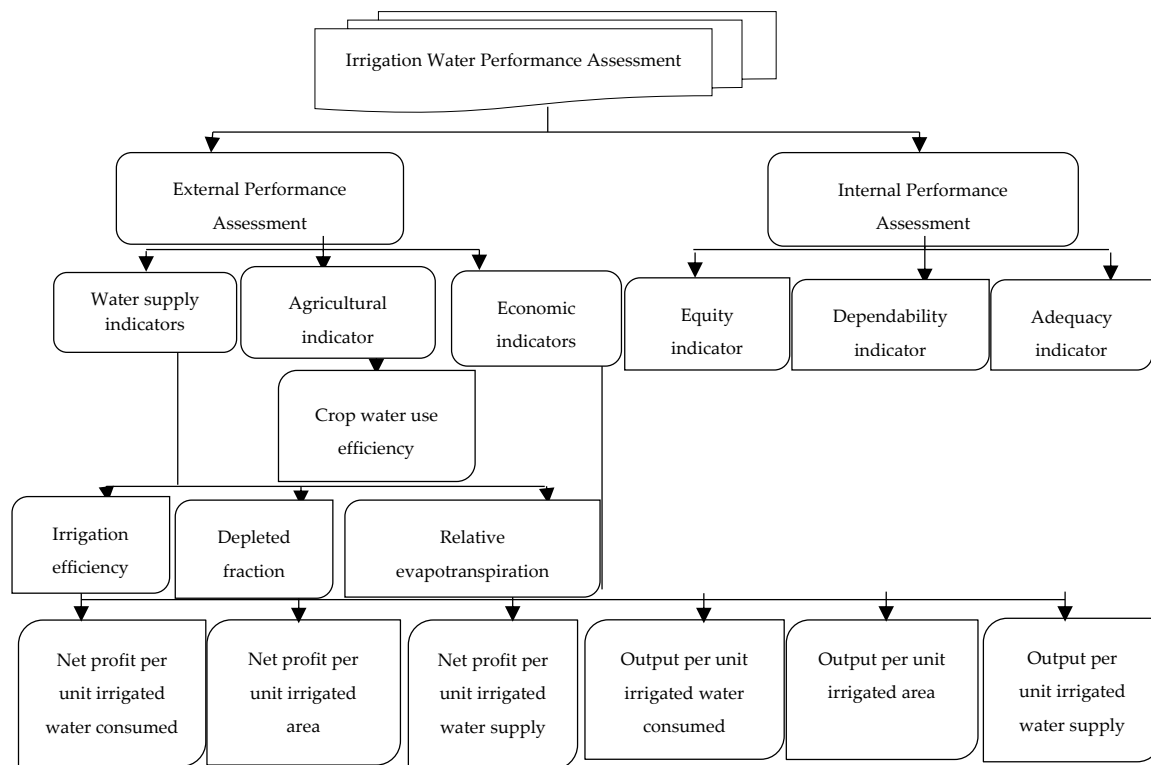 Irrigation Water Performance Assessment
External Performance
Assessment
Internal Performance
Assessment
Water supply
indicators
Agricultural
indicator
Economic
indicators
Equity
indicator
Dependability
indicator
Adequacy
indicator
Crop water use
efficiency
Irrigation
efficiency
Depleted
fraction
Relative
evapotranspiration
Net profit per
unit irrigated
water consumed
Net profit per
unit irrigated
area
Net profit per
unit irrigated
water supply
Output per unit
irrigated water
consumed
Output per unit
irrigated area
Output per
unit irrigated
water supply